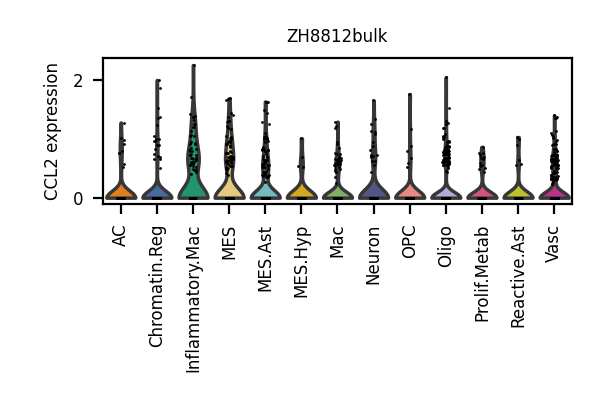 ZH8812bulk
CCL2 expression
2
0
AC
Chromatin.Reg
Inflammatory.Mac
MES
MES.Ast
MES.Hyp
Mac
Neuron
OPC
Oligo
Prolif.Metab
Reactive.Ast
Vasc